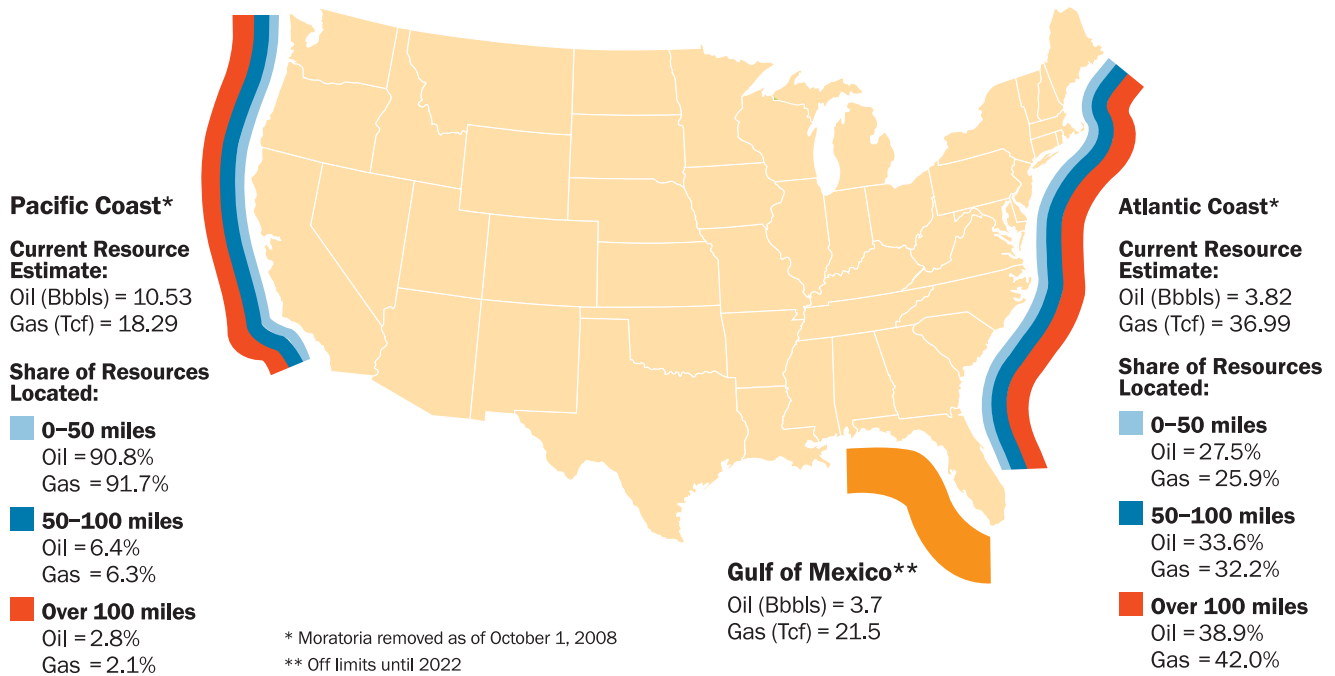 Pacific Coast*
Current Resource
Estimate:
Oil (Bbbls) = 10.53
Gas (Tcf) = 18.29
Share of Resources
Located:
0–50 miles
Oil = 90.8%
Gas = 91.7%
50–100 miles
Oil = 6.4%
Gas = 6.3%
Over 100 miles
Oil = 2.8%
Gas = 2.1%
* Moratoria removed as of October 1, 2008
** Off limits until 2022
Gulf of Mexico**
Oil (Bbbls) = 3.7
Gas (Tcf) = 21.5
Atlantic Coast*
Current Resource
Estimate:
Oil (Bbbls) = 3.82
Gas (Tcf) = 36.99
Share of Resources
Located:
0–50 miles
Oil = 27.5%
Gas = 25.9%
50–100 miles
Oil = 33.6%
Gas = 32.2%
Over 100 miles
Oil = 38.9%
Gas = 42.0%